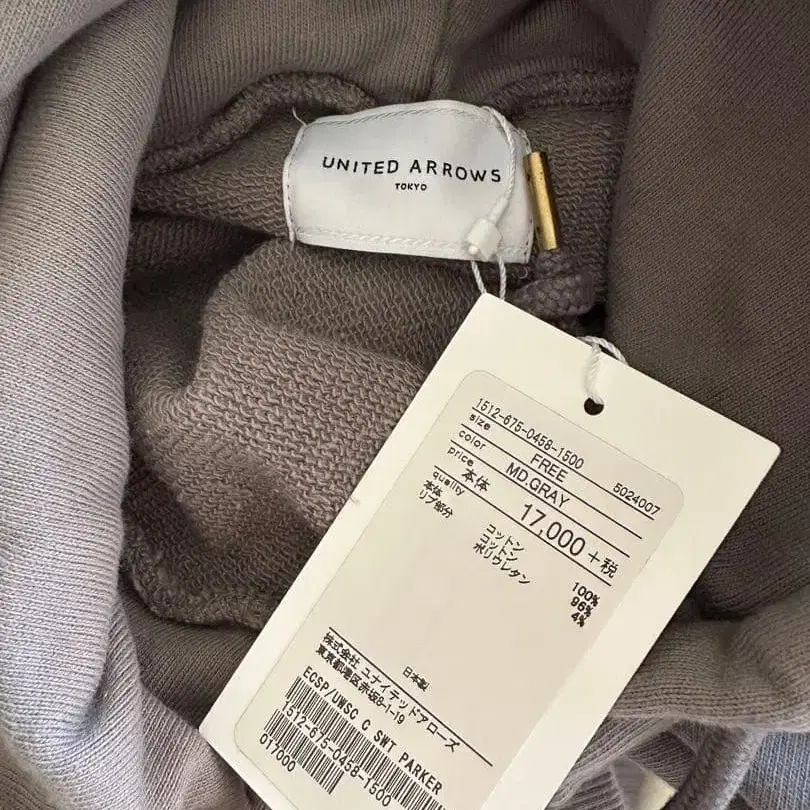 UNITED ARROWS
TOKYO
1512-675-0458-1500
size FREE 5024007
color MD.GRAY
price 本体 17,000+税
quality
本体 コットン 100%
リブ部分 コットン 96%
ポリウレタン 4%
日本製
株式会社 ユナイテッドアローズ
東京都港区赤坂8-1-19
ECSP/UWSC C SWT PARKER
1512-675-0458-1500
017000